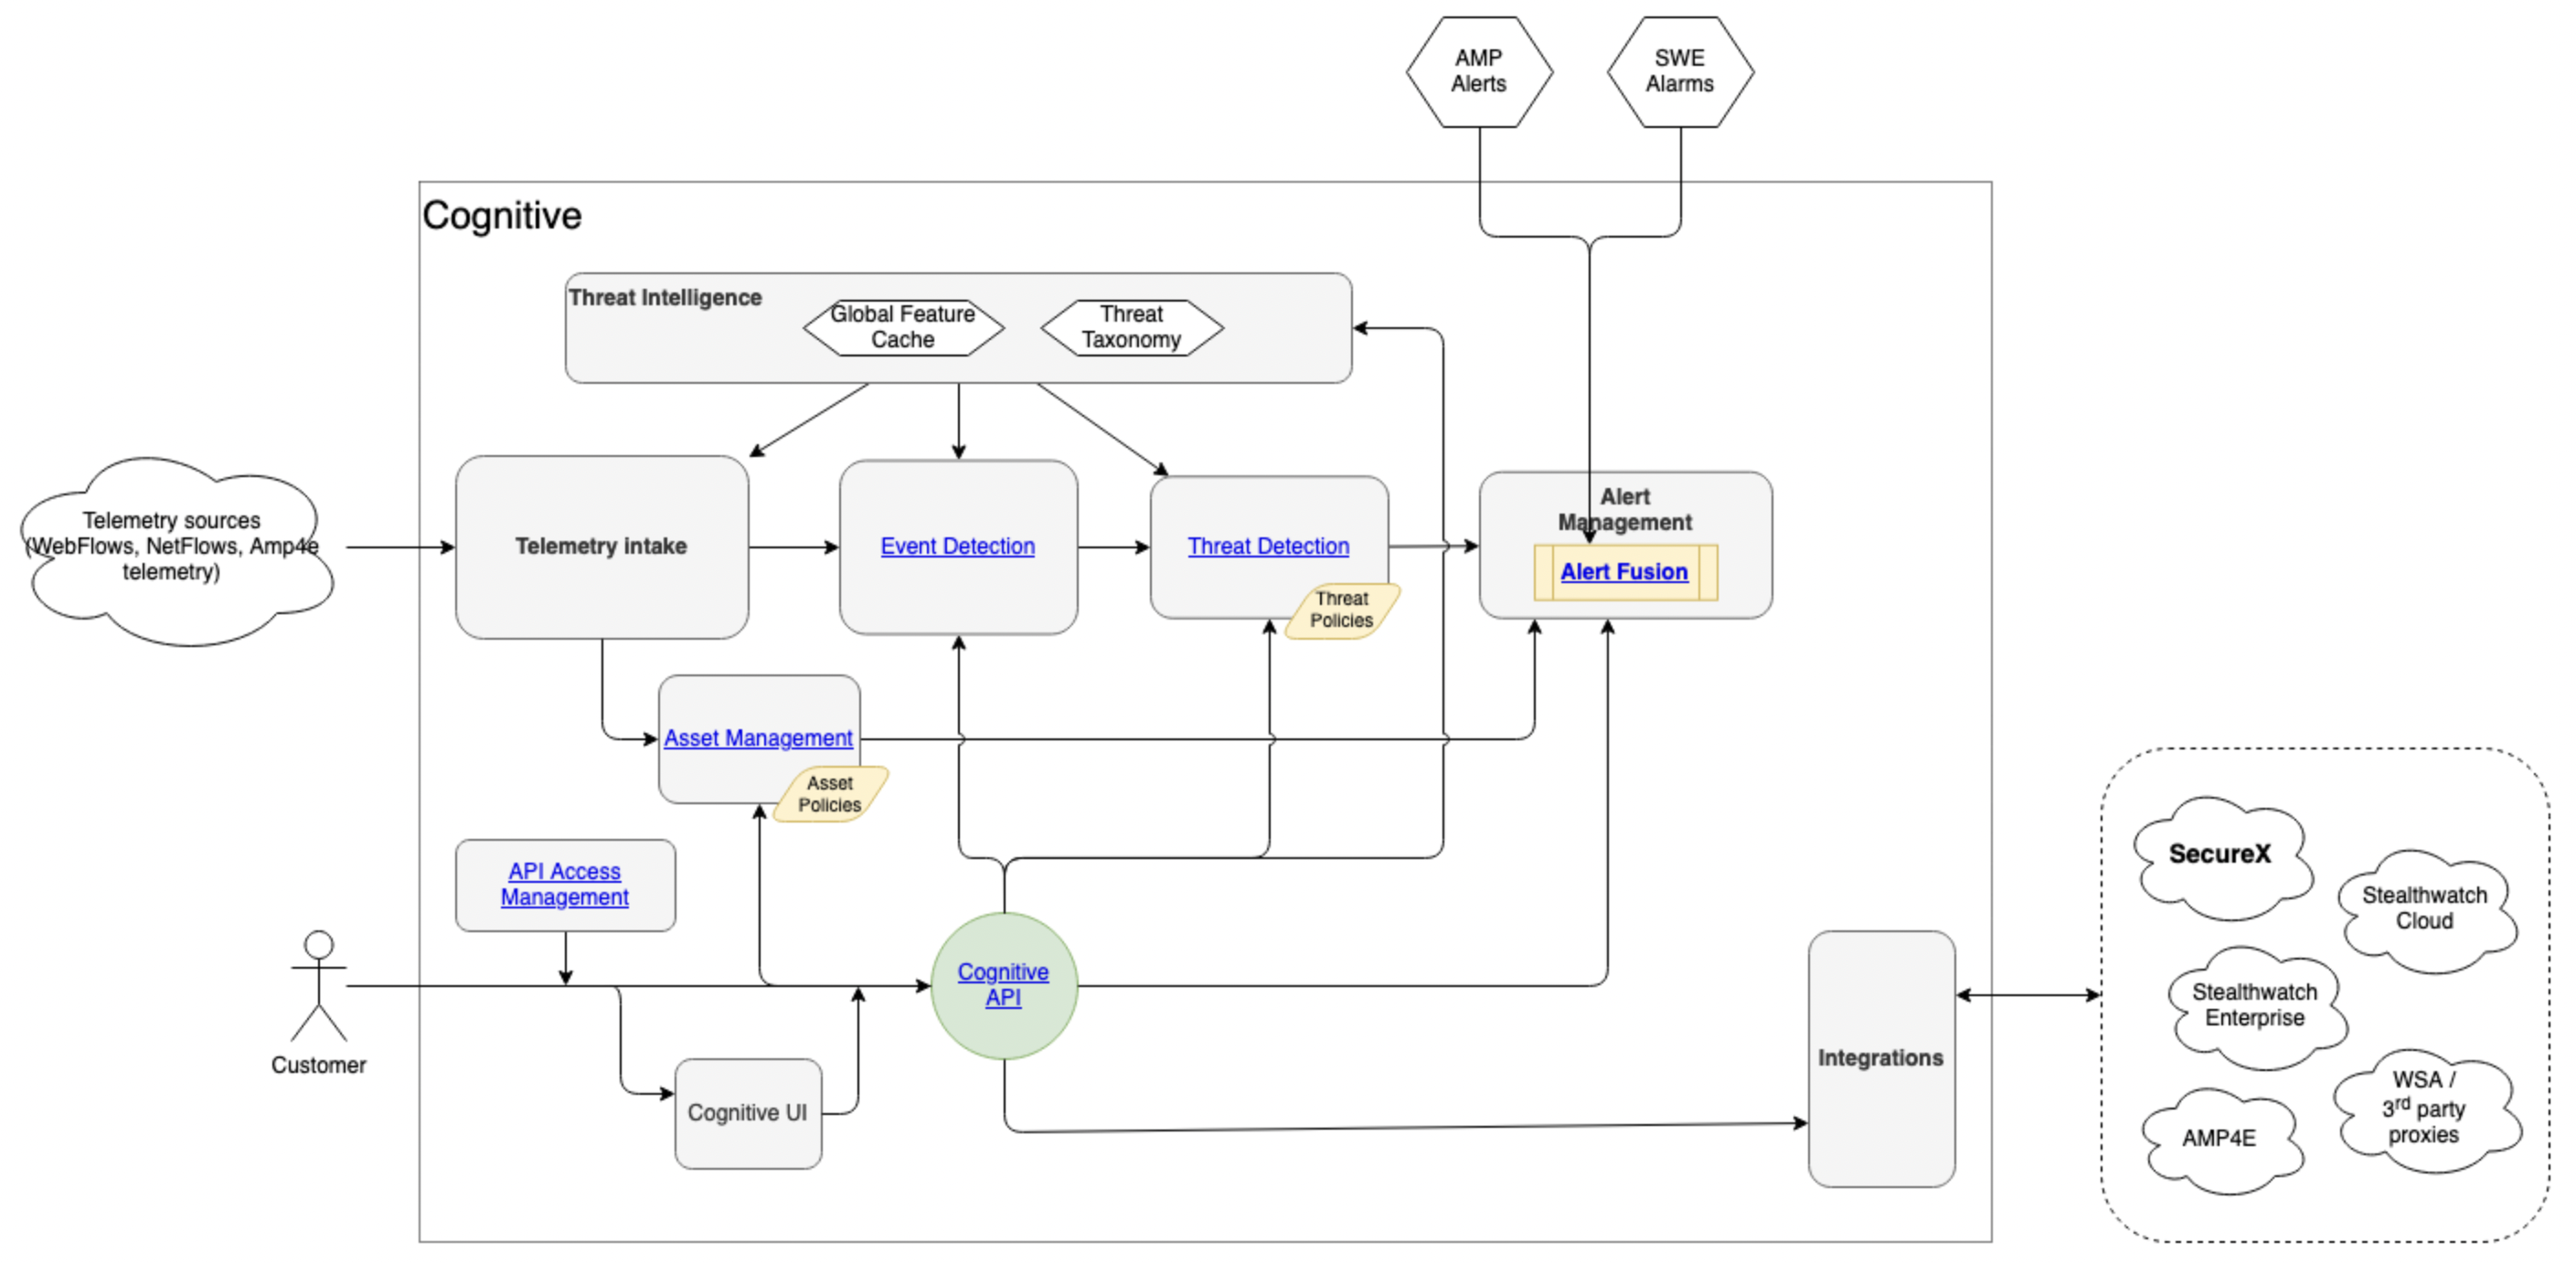 AMP
Alerts
SWE
Alarms
Cognitive
Threat Intelligence
Global Feature
Cache
Threat
Taxonomy
Telemetry sources
(WebFlows, NetFlows, Amp4e
telemetry)
Telemetry intake
Event Detection
Threat Detection
Threat
Policies
Alert
Management
Alert Fusion
Asset Management
Asset
Policies
API Access
Management
Customer
Cognitive
API
Cognitive UI
Integrations
SecureX
Stealthwatch
Cloud
Stealthwatch
Enterprise
WSA /
3rd party
proxies
AMP4E